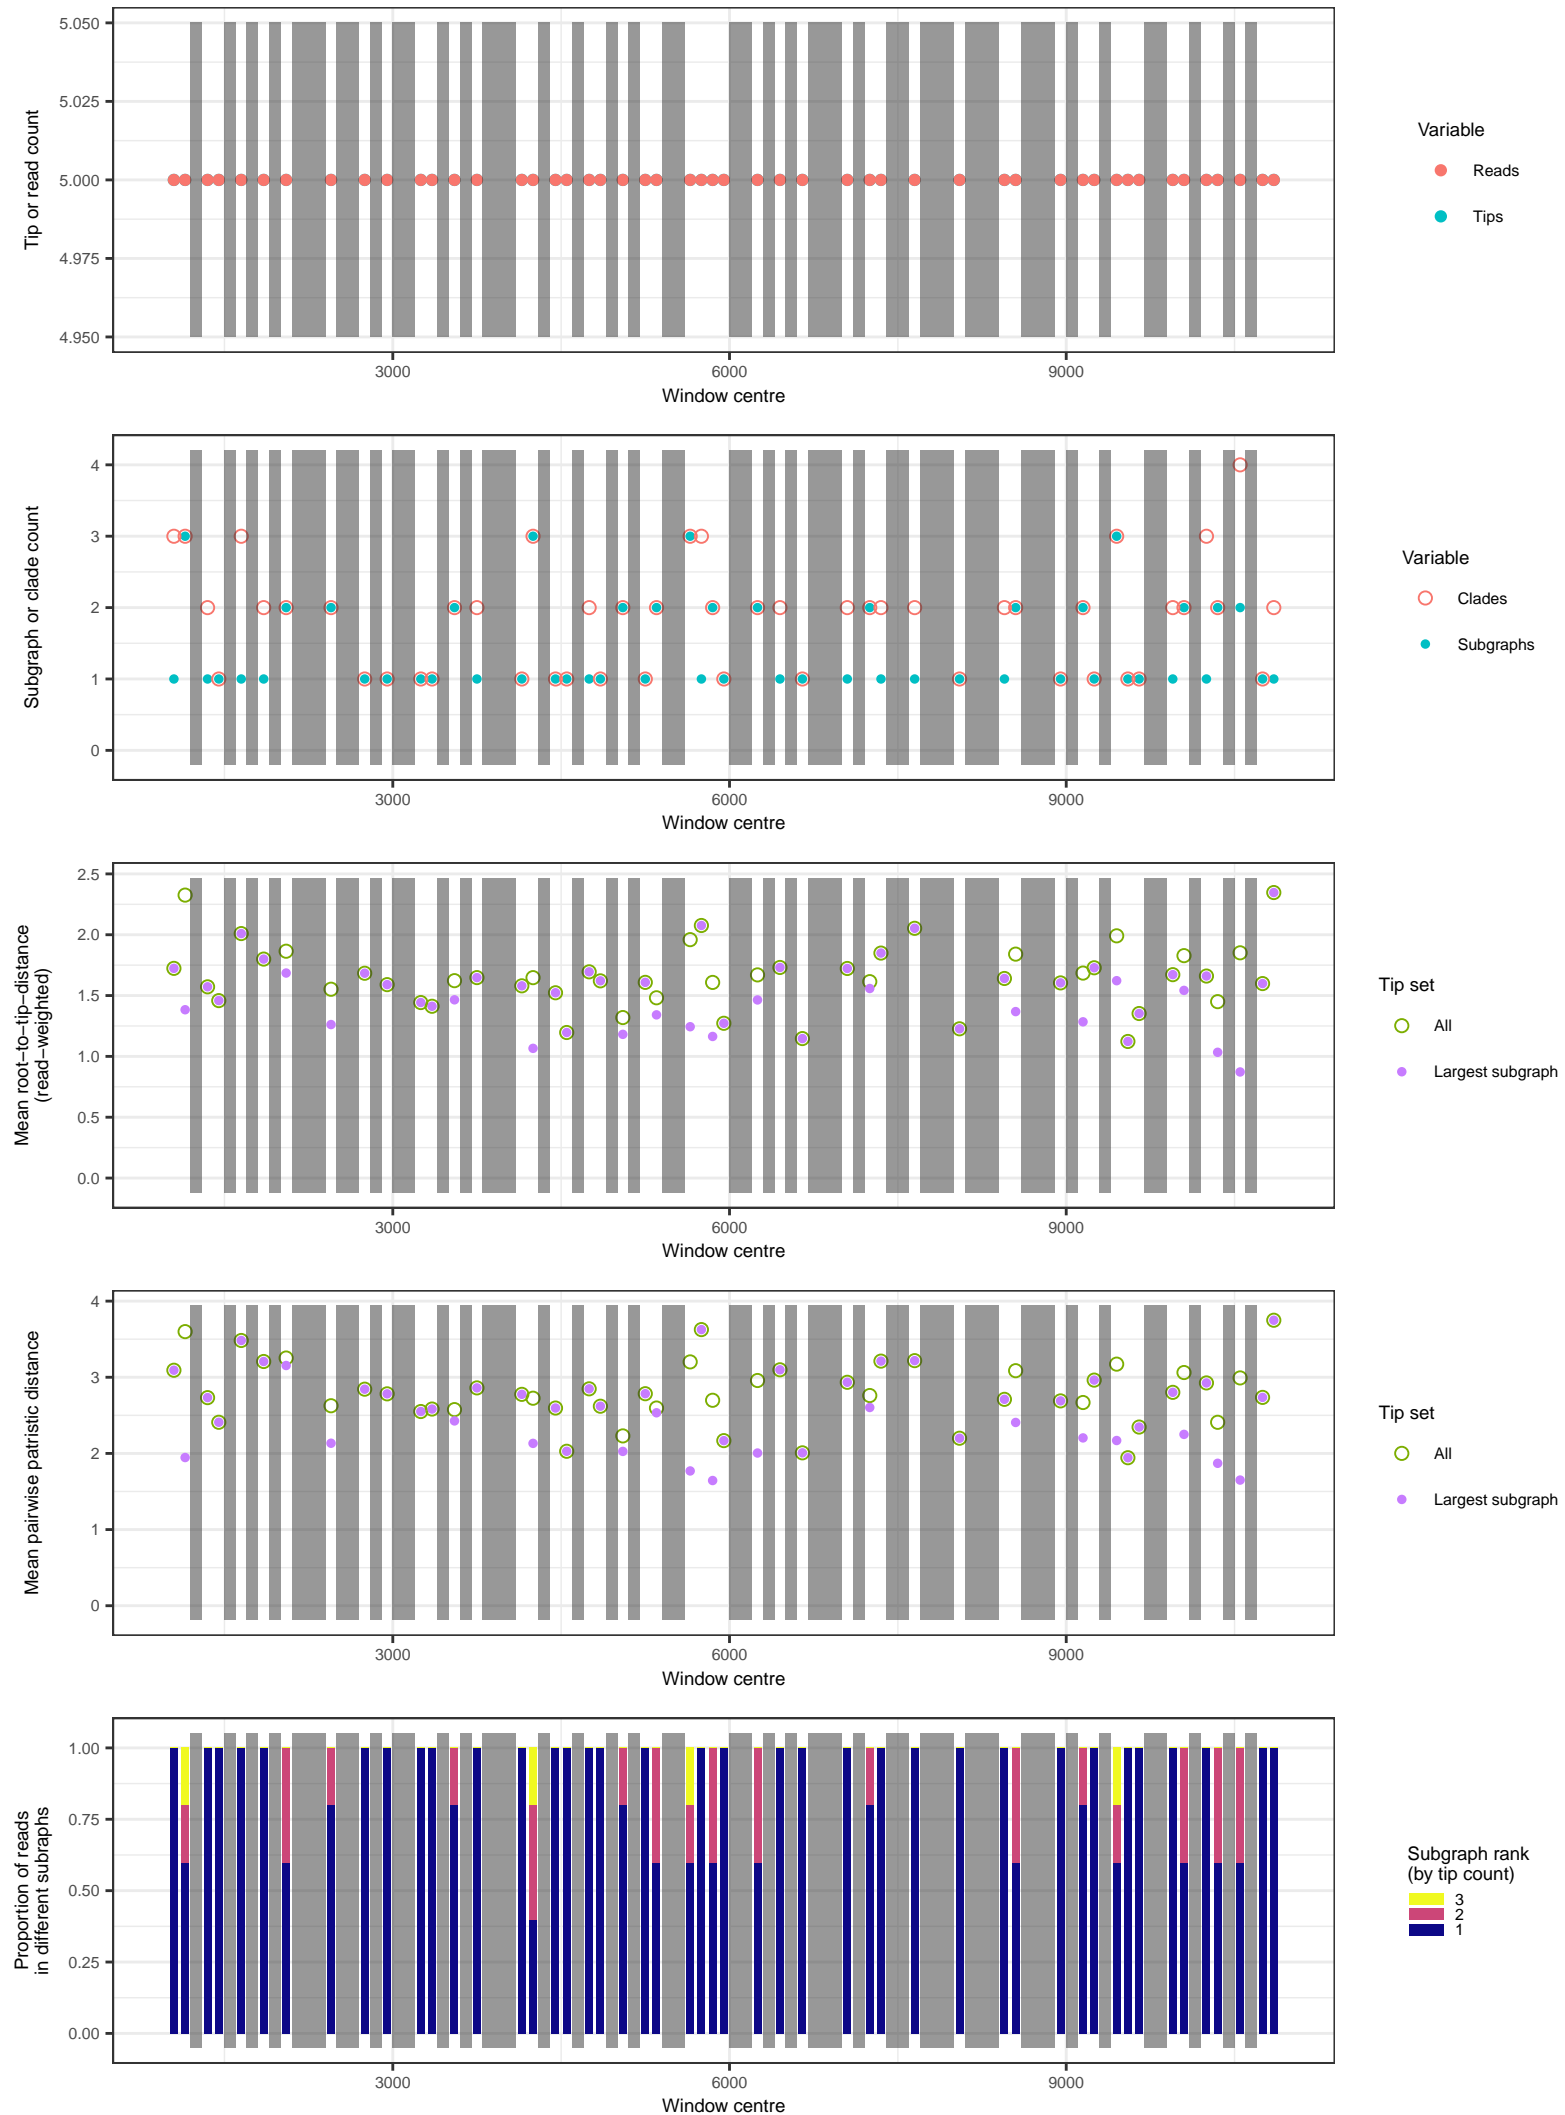 5.050
5.025
5.000
4.975
4.950
Tip or read count
3000 6000 9000
Window centre
Variable
Reads
Tips
4
3
2
1
0
Subgraph or clade count
3000 6000 9000
Window centre
Variable
Clades
Subgraphs
2.5
2.0
1.5
1.0
0.5
0.0
Mean root−to−tip−distance
(read−weighted)
3000 6000 9000
Window centre
Tip set
All
Largest subgraph
4
3
2
1
0
Mean pairwise patristic distance
3000 6000 9000
Window centre
Tip set
All
Largest subgraph
1.00
0.75
0.50
0.25
0.00
Proportion of reads
in different subraphs
3000 6000 9000
Window centre
Subgraph rank
(by tip count)
3
2
1